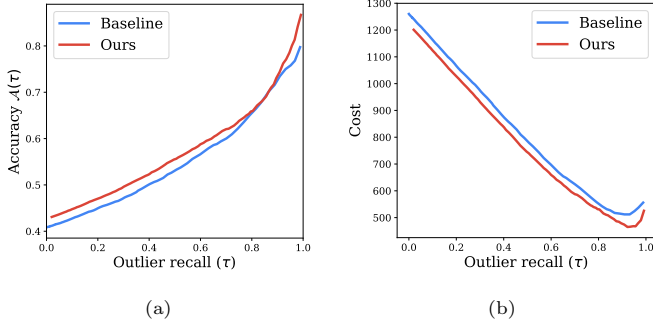 Baseline
Ours
0.8
0.7
0.6
0.5
0.4
Accuracy 𝒜(τ)
0.0 0.2 0.4 0.6 0.8 1.0
Outlier recall (τ)
(a)
Baseline
Ours
1300
1200
1100
1000
900
800
700
600
500
Cost
0.0 0.2 0.4 0.6 0.8 1.0
Outlier recall (τ)
(b)